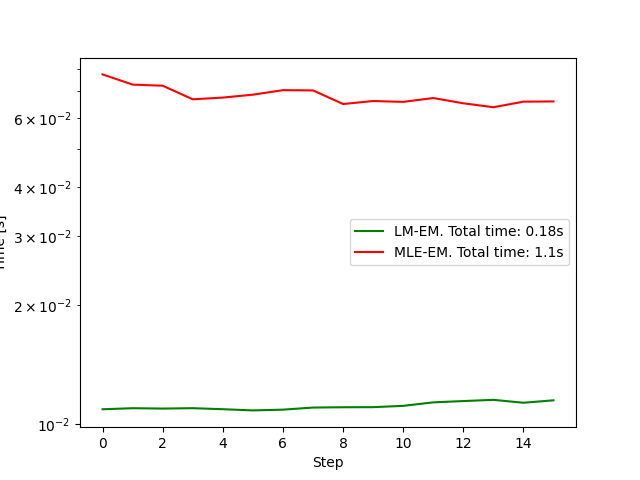 6 × 10⁻²
4 × 10⁻²
3 × 10⁻²
2 × 10⁻²
10⁻²
LM-EM. Total time: 0.18s
MLE-EM. Total time: 1.1s
0 2 4 6 8 10 12 14
Step